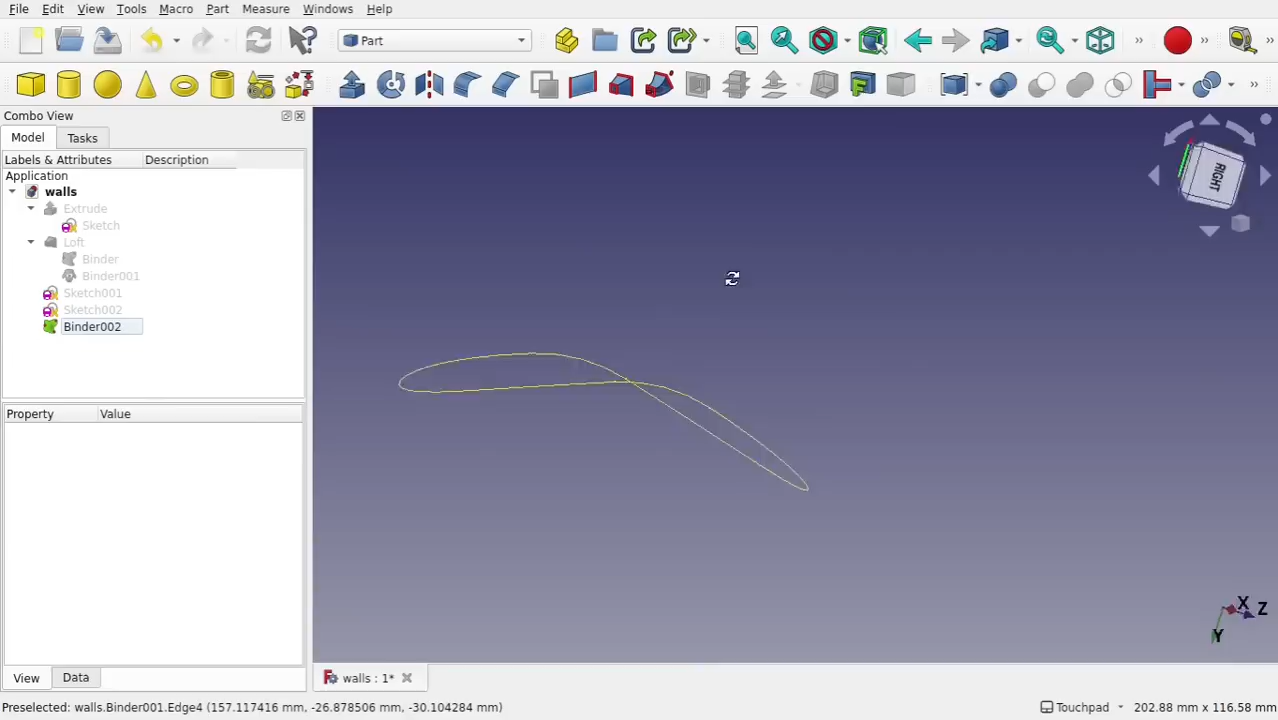 File Edit View Tools Macro Part Measure Windows Help
Part
Combo View
Model Tasks
Labels & Attributes Description
Application
walls
Extrude
Sketch
Loft
Binder
Binder001
Sketch001
Sketch002
Binder002
Property Value
RIGHT
X Z
Y
View Data
walls : 1*
Preselected: walls.Binder001.Edge4 (157.117416 mm, -26.878506 mm, -30.104284 mm)
Touchpad 202.88 mm x 116.58 mm